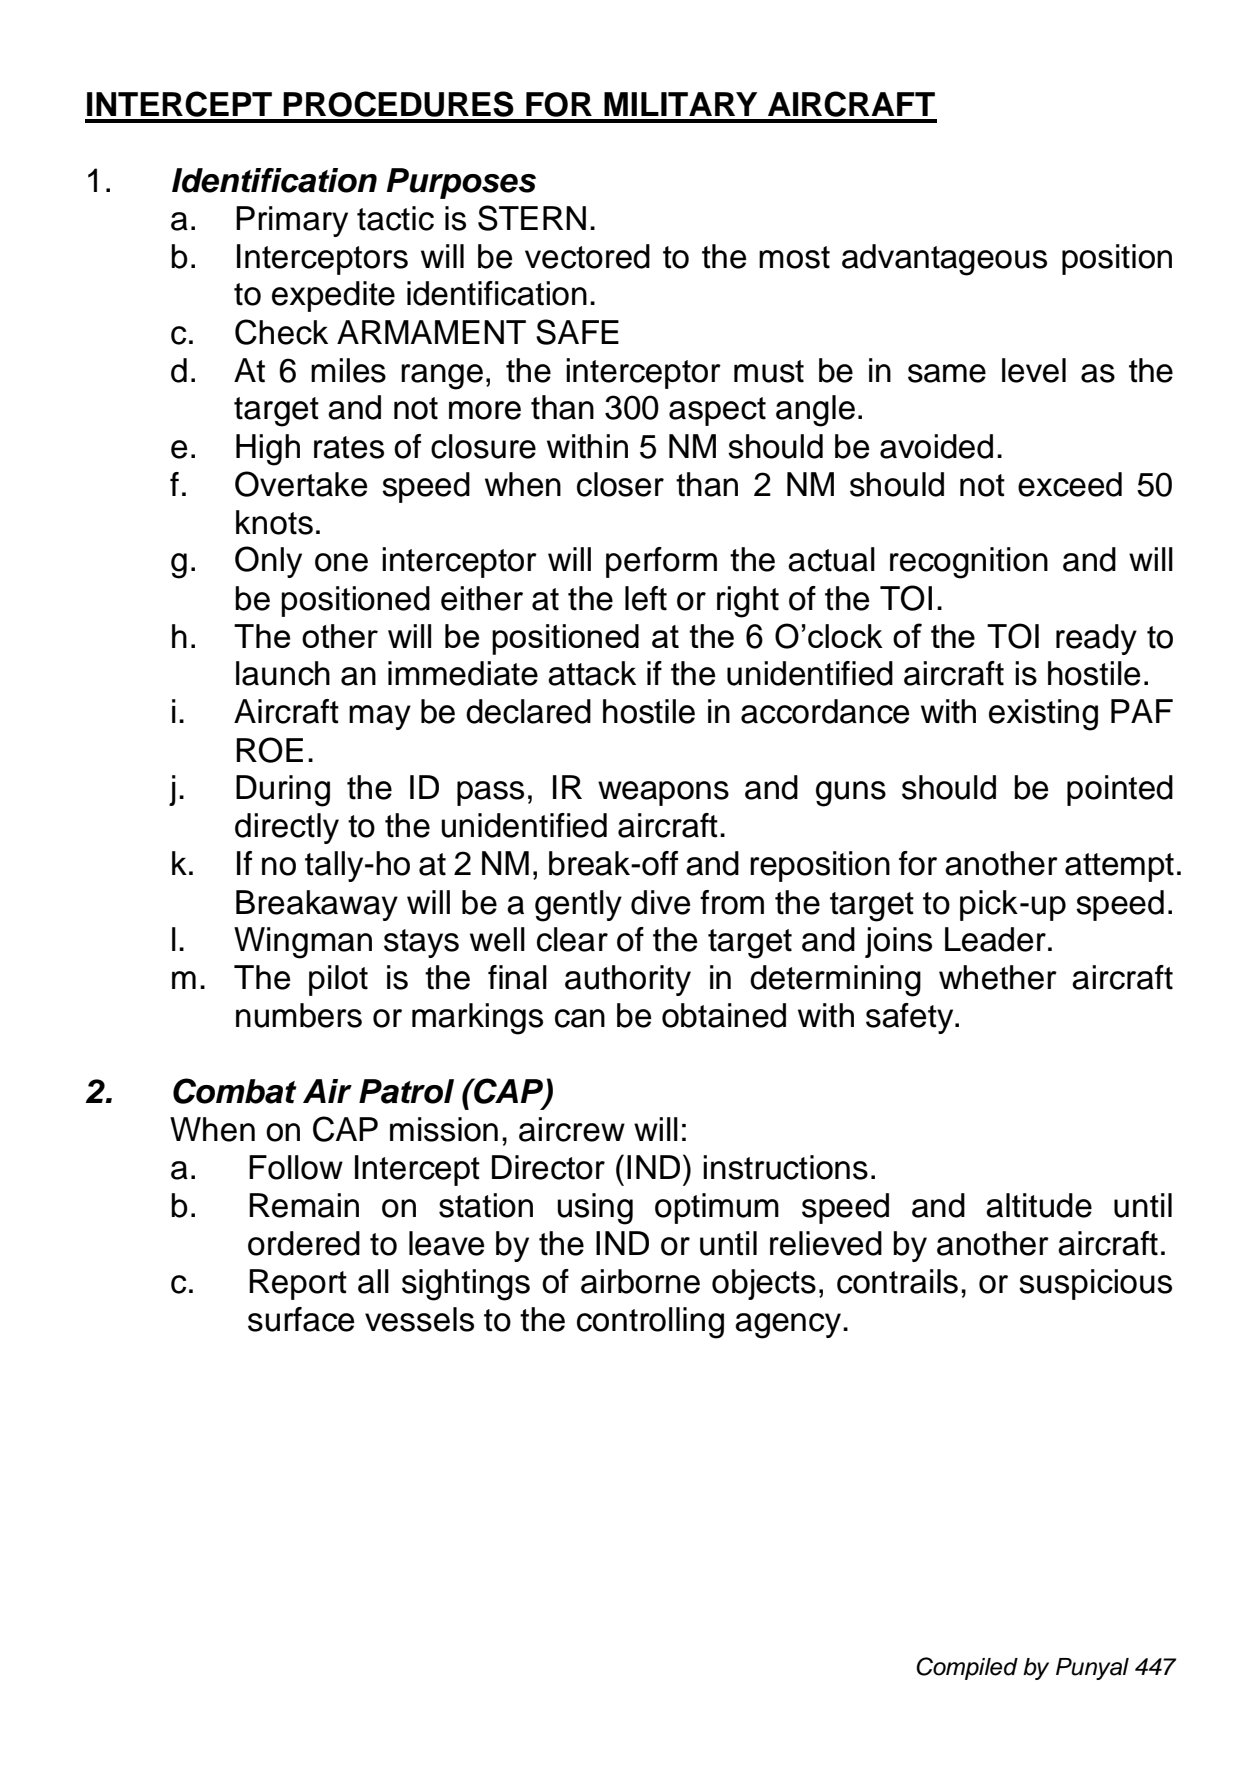 INTERCEPT PROCEDURES FOR MILITARY AIRCRAFT
1. Identification Purposes
a. Primary tactic is STERN.
b. Interceptors will be vectored to the most advantageous position
to expedite identification.
c. Check ARMAMENT SAFE
d. At 6 miles range, the interceptor must be in same level as the
target and not more than 300 aspect angle.
e. High rates of closure within 5 NM should be avoided.
f. Overtake speed when closer than 2 NM should not exceed 50
knots.
g. Only one interceptor will perform the actual recognition and will
be positioned either at the left or right of the TOI.
h. The other will be positioned at the 6 O’clock of the TOI ready to
launch an immediate attack if the unidentified aircraft is hostile.
i. Aircraft may be declared hostile in accordance with existing PAF
ROE.
j. During the ID pass, IR weapons and guns should be pointed
directly to the unidentified aircraft.
k. If no tally-ho at 2 NM, break-off and reposition for another attempt.
Breakaway will be a gently dive from the target to pick-up speed.
l. Wingman stays well clear of the target and joins Leader.
m. The pilot is the final authority in determining whether aircraft
numbers or markings can be obtained with safety.
2. Combat Air Patrol (CAP)
When on CAP mission, aircrew will:
a. Follow Intercept Director (IND) instructions.
b. Remain on station using optimum speed and altitude until
ordered to leave by the IND or until relieved by another aircraft.
c. Report all sightings of airborne objects, contrails, or suspicious
surface vessels to the controlling agency.
Compiled by Punyal 447